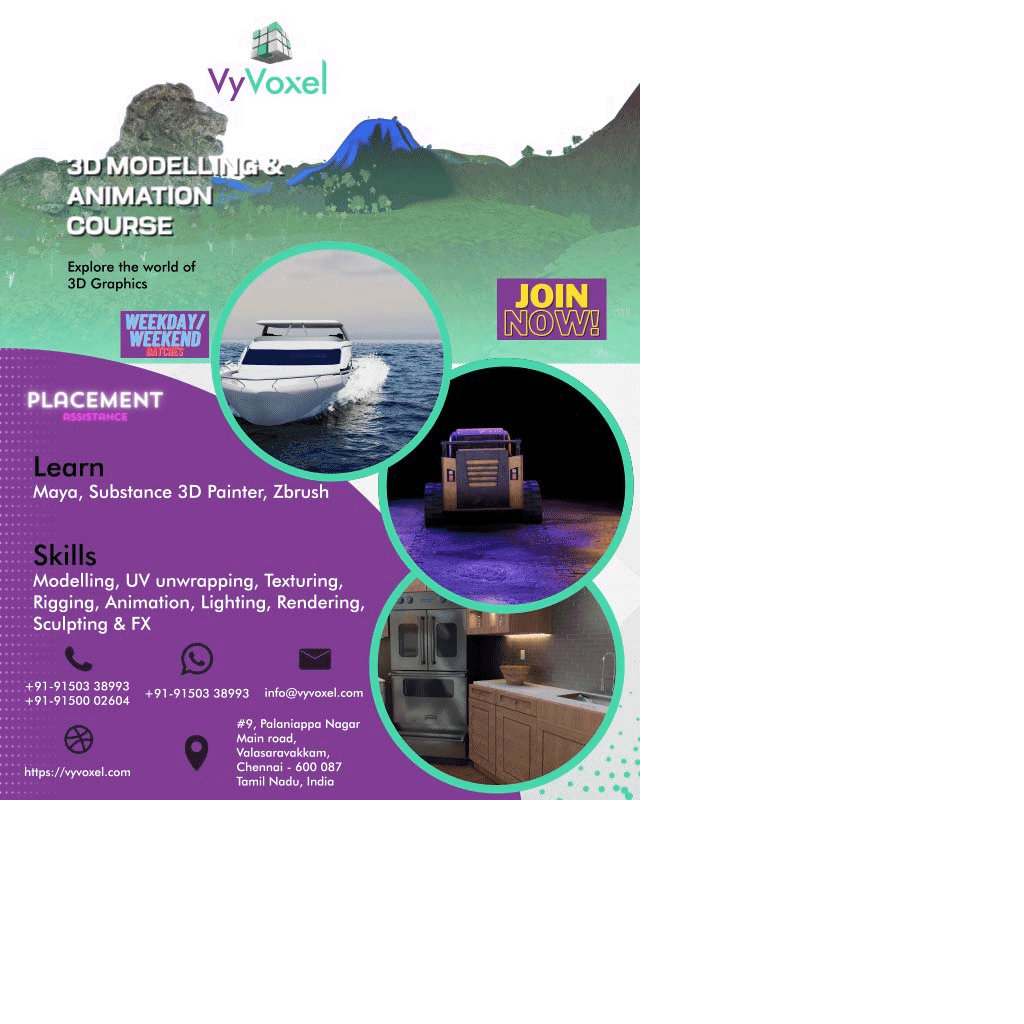 VyVoxel
3D MODELLING &
ANIMATION
COURSE
Explore the world of
3D Graphics
JOIN
NOW!
WEEKDAY/
WEEKEND
BATCHES
PLACEMENT
ASSISTANCE
Learn
Maya, Substance 3D Painter, Zbrush
Skills
Modelling, UV unwrapping, Texturing,
Rigging, Animation, Lighting, Rendering,
Sculpting & FX
+91-91503 38993
+91-91500 02604
+91-91503 38993
info@vyvoxel.com
https://vyvoxel.com
#9, Palaniappa Nagar
Main road,
Valasaravakkam,
Chennai - 600 087
Tamil Nadu, India